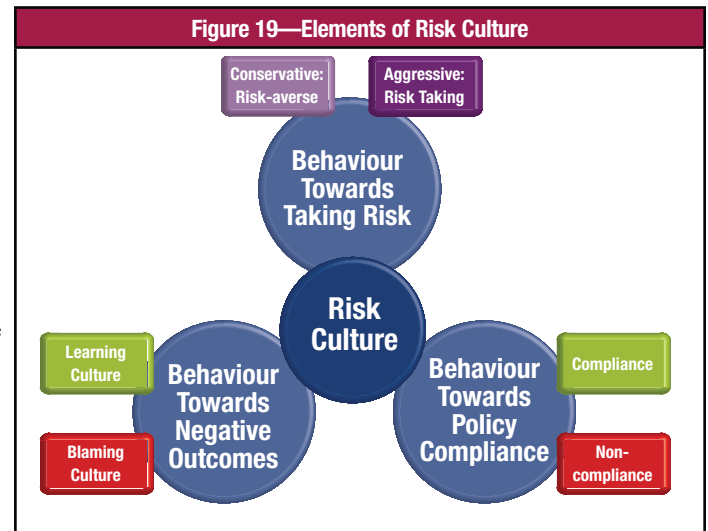 Figure 19—Elements of Risk Culture
Conservative:
Risk-averse
Aggressive:
Risk Taking
Behaviour
Towards
Taking Risk
Risk
Culture
Learning
Culture
Blaming
Culture
Behaviour
Towards
Negative
Outcomes
Behaviour
Towards
Policy
Compliance
Compliance
Non-
compliance